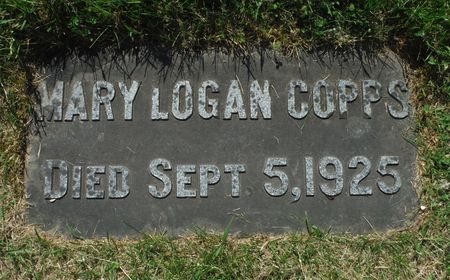 MARY LOGAN COPPS
DIED SEPT 5, 1925